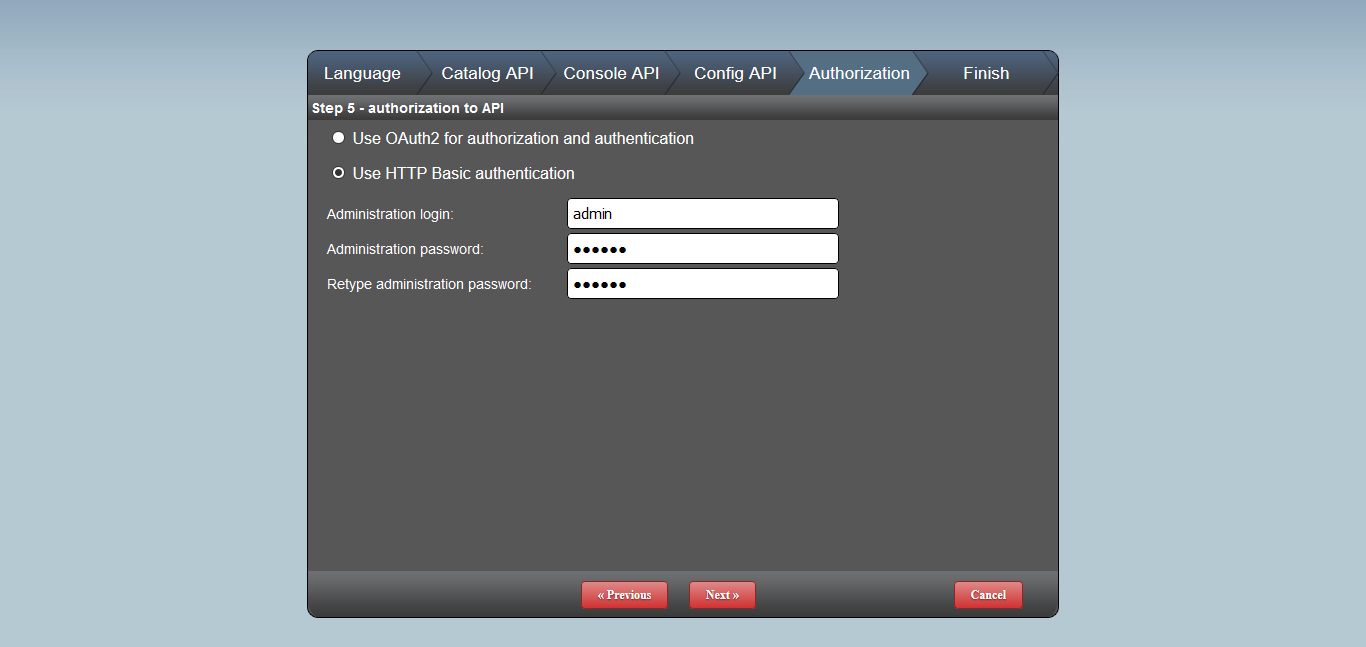 Language Catalog API Console API Config API Authorization Finish
Step 5 - authorization to API
Use OAuth2 for authorization and authentication
Use HTTP Basic authentication
Administration login: admin
Administration password: ●●●●●●
Retype administration password: ●●●●●●
« Previous Next » Cancel